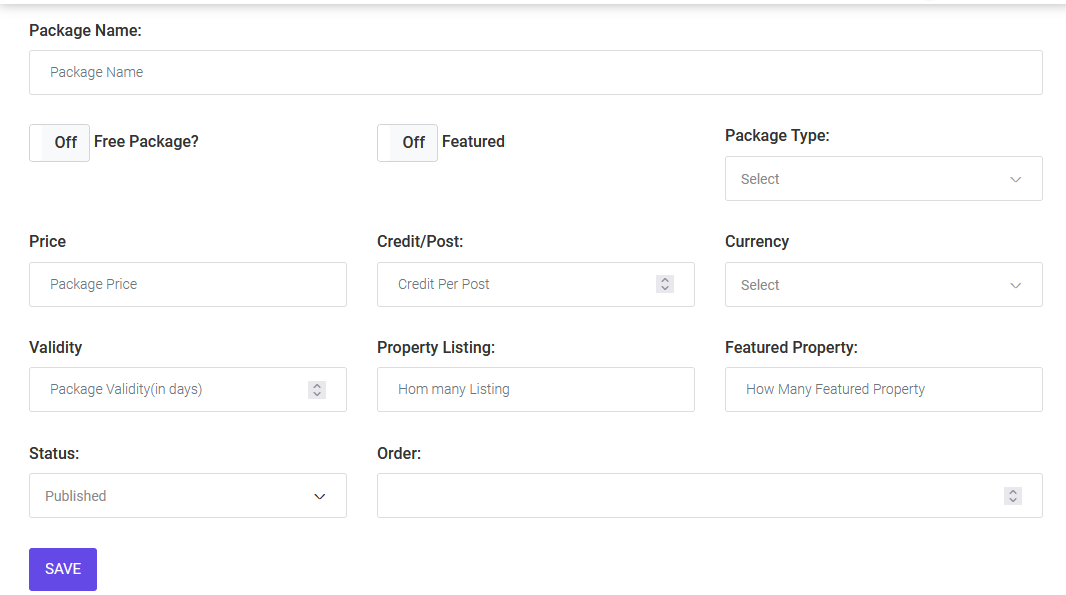 Package Name:
Package Name
Off Free Package?
Off Featured
Package Type:
Select
Price
Credit/Post:
Currency
Package Price
Credit Per Post
Select
Validity
Property Listing:
Featured Property:
Package Validity(in days)
Hom many Listing
How Many Featured Property
Status:
Order:
Published
SAVE